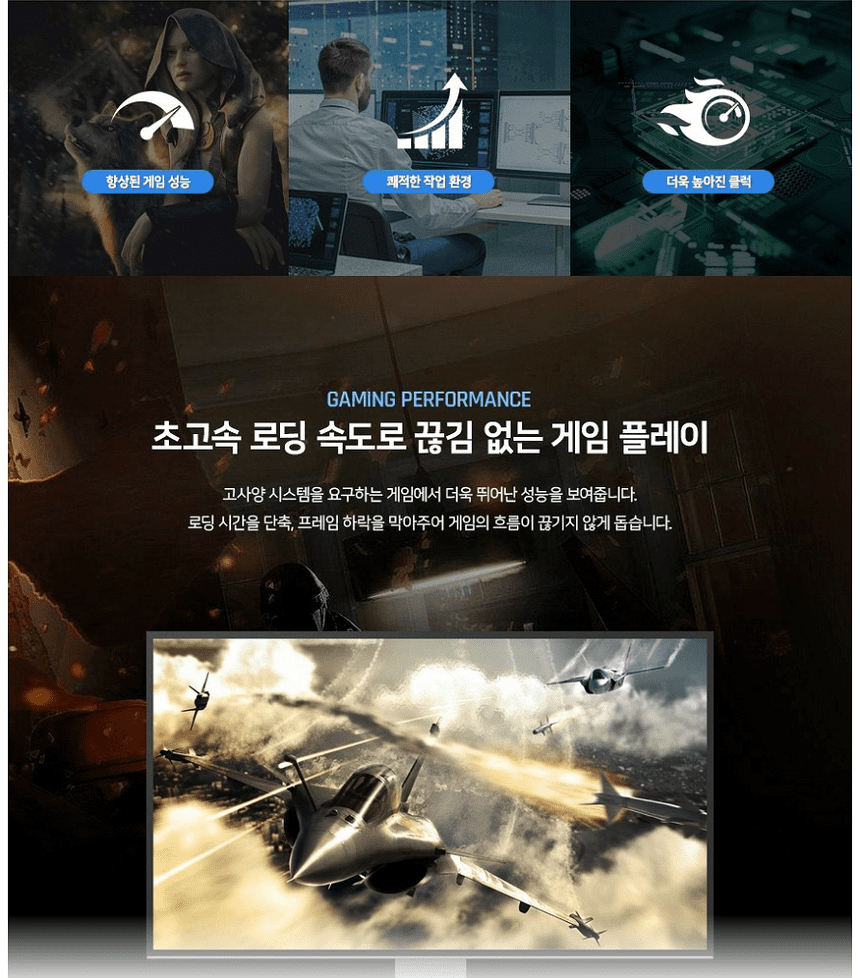 향상된 게임 성능
쾌적한 작업 환경
더욱 높아진 클럭
GAMING PERFORMANCE
초고속 로딩 속도로 끊김 없는 게임 플레이
고사양 시스템을 요구하는 게임에서 더욱 뛰어난 성능을 보여줍니다.
로딩 시간을 단축, 프레임 하락을 막아주어 게임의 흐름이 끊기지 않게 돕습니다.